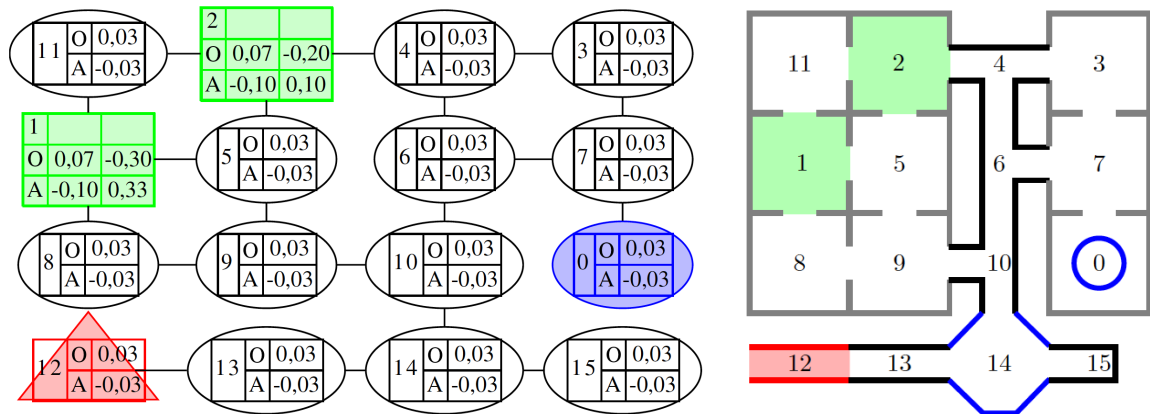 11 O 0,03
A -0,03
2
O 0,07 -0,20
A -0,10 0,10
4 O 0,03
A -0,03
3 O 0,03
A -0,03
1
O 0,07 -0,30
A -0,10 0,33
5 O 0,03
A -0,03
6 O 0,03
A -0,03
7 O 0,03
A -0,03
8 O 0,03
A -0,03
9 O 0,03
A -0,03
10 O 0,03
A -0,03
0 O 0,03
A -0,03
12 O 0,03
A -0,03
13 O 0,03
A -0,03
14 O 0,03
A -0,03
15 O 0,03
A -0,03
11 2 4 3
1 5 6 7
8 9 10 0
12 13 14 15